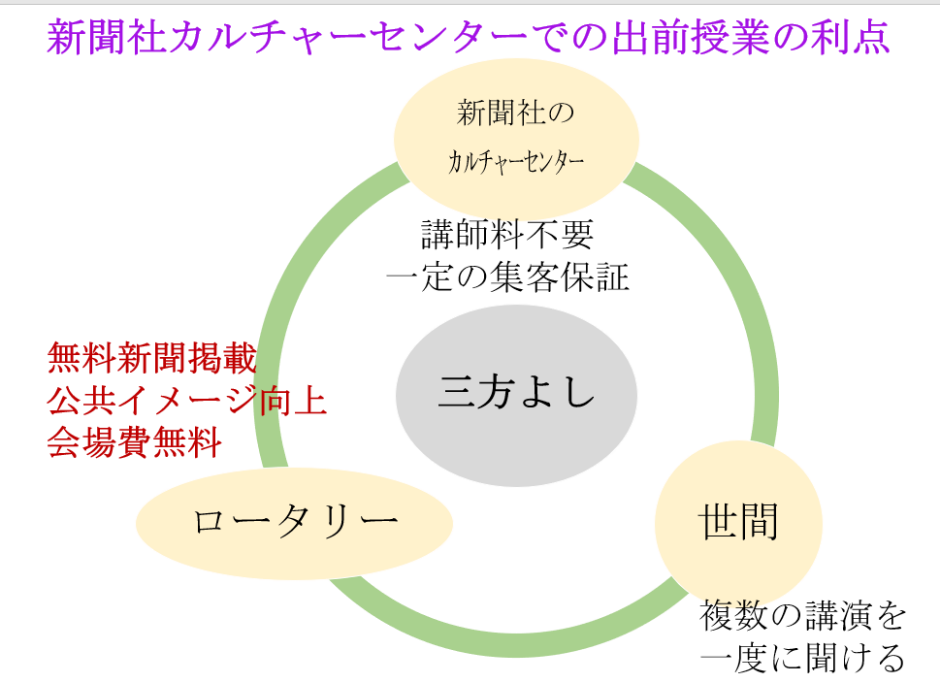 新聞社カルチャーセンターでの出前授業の利点
新聞社の
カルチャーセンター
講師料不要
一定の集客保証
無料新聞掲載
公共イメージ向上
会場費無料
三方よし
ロータリー
世間
複数の講演を
一度に聞ける